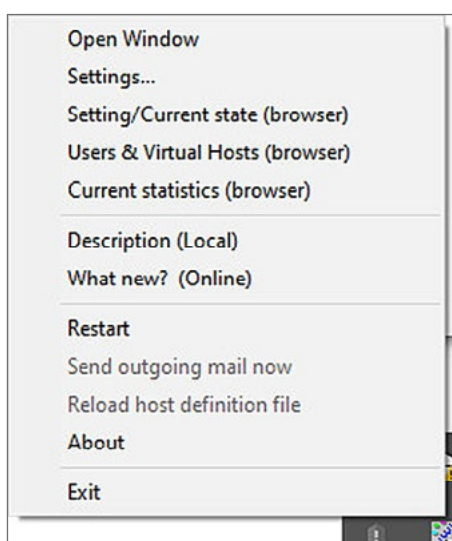 Open Window
Settings...
Setting/Current state (browser)
Users & Virtual Hosts (browser)
Current statistics (browser)
Description (Local)
What new? (Online)
Restart
Send outgoing mail now
Reload host definition file
About
Exit